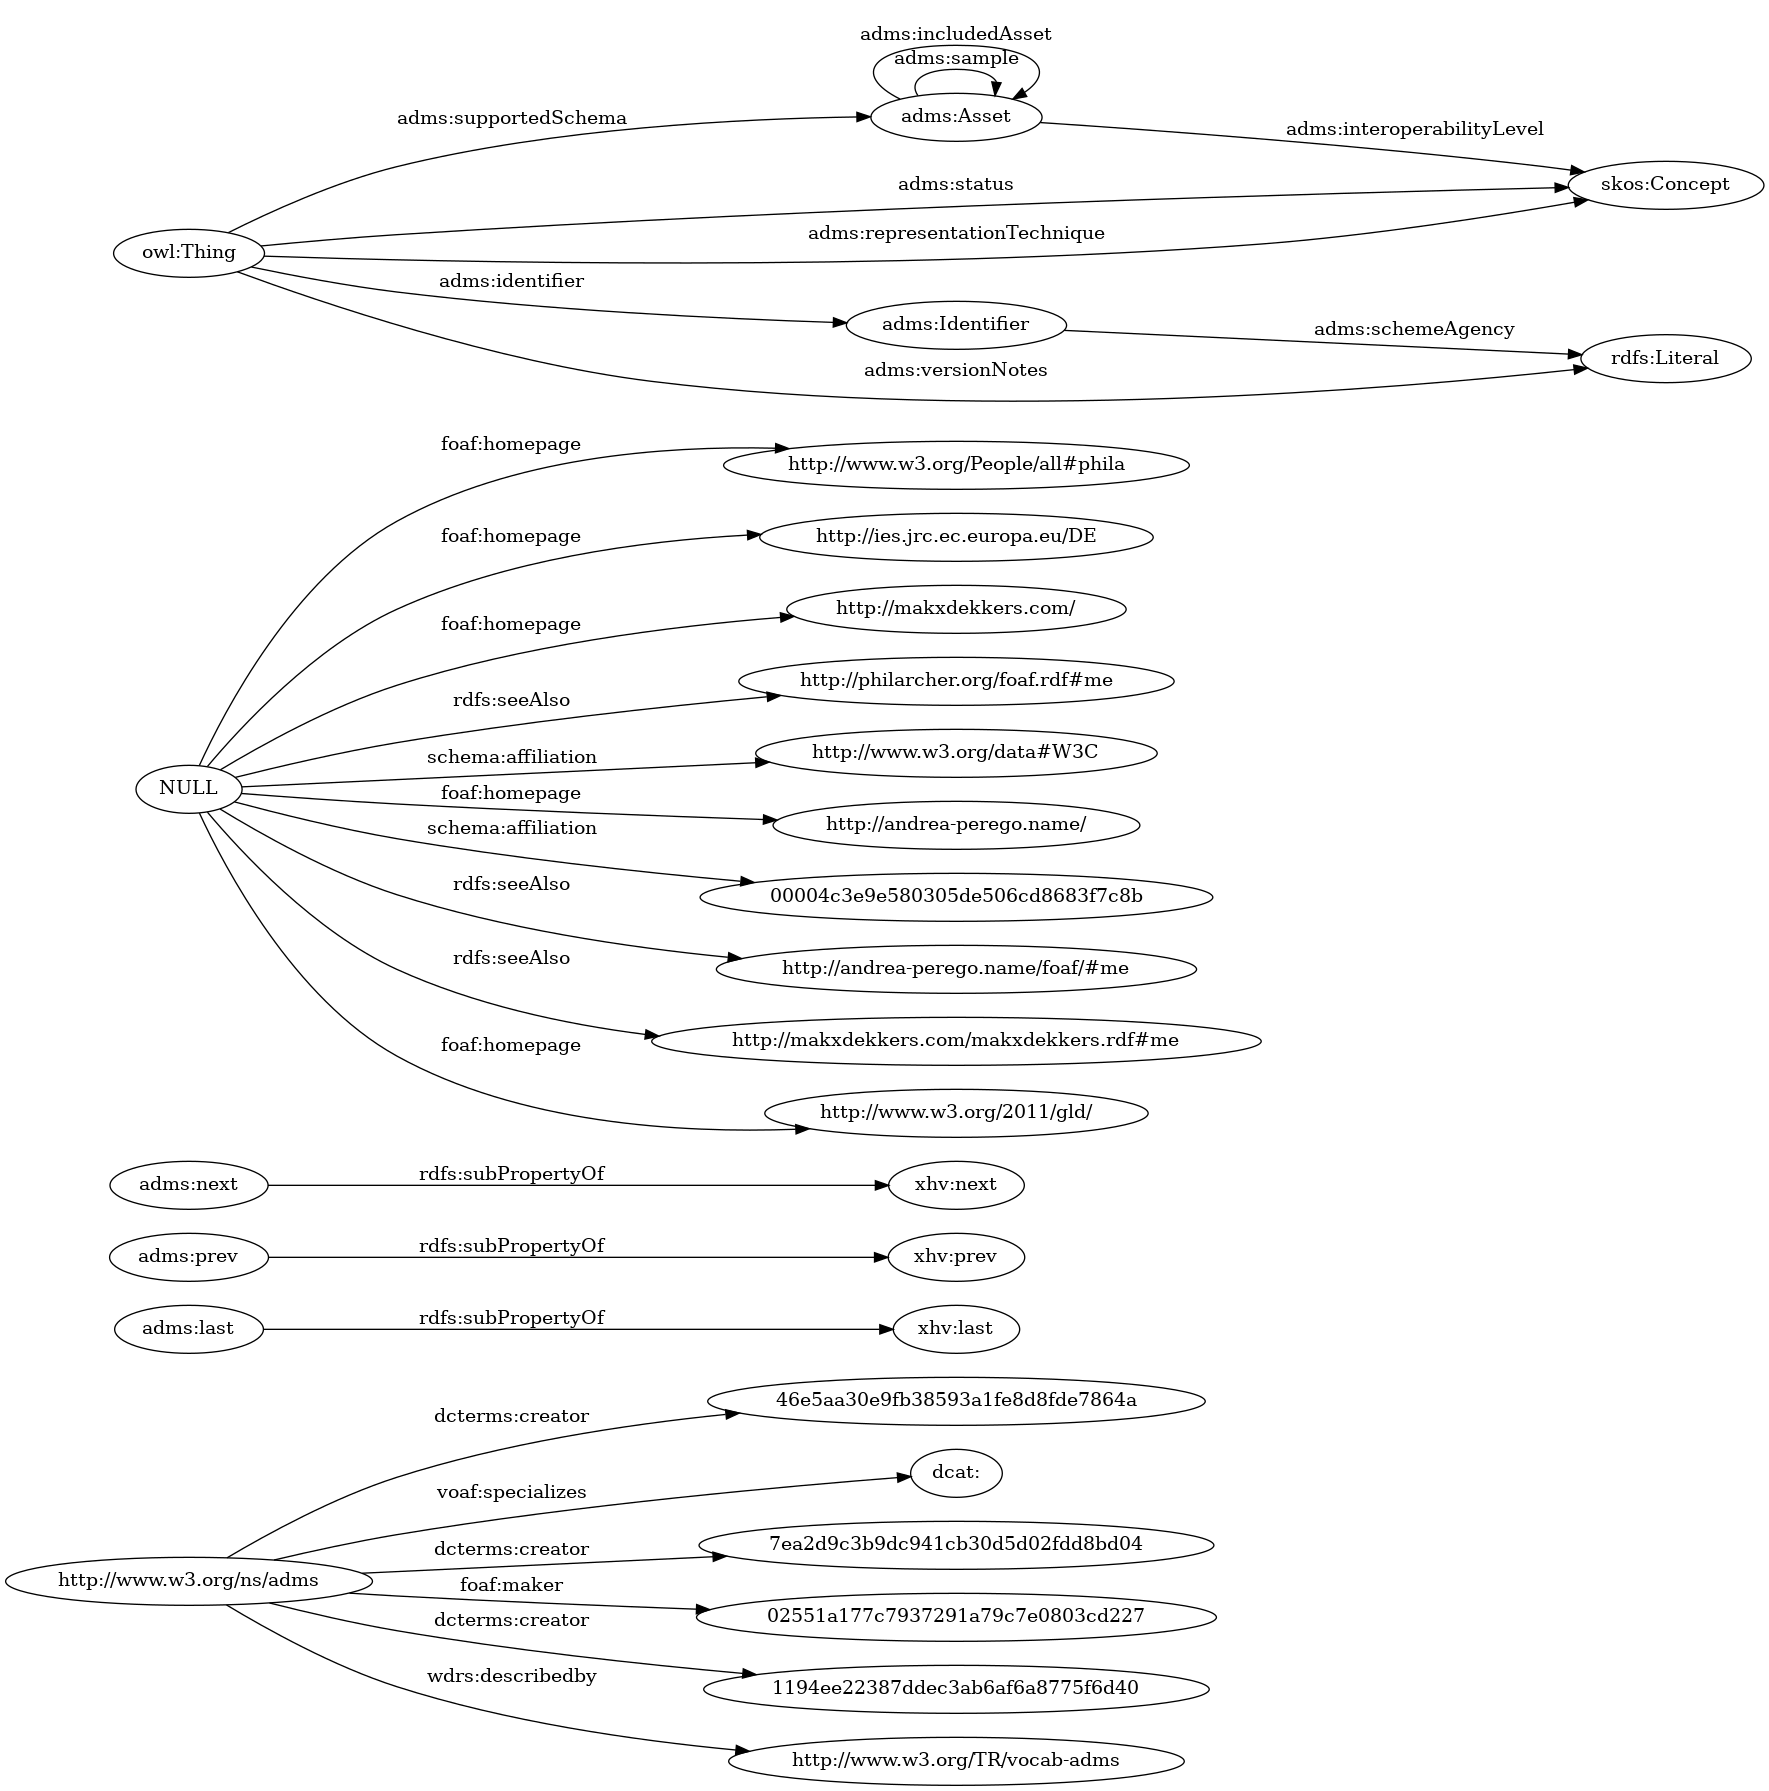 adms:includedAsset
adms:sample
adms:supportedSchema
adms:Asset
adms:interoperabilityLevel
adms:status
skos:Concept
adms:representationTechnique
owl:Thing
adms:identifier
adms:Identifier
adms:schemeAgency
rdfs:Literal
adms:versionNotes
foaf:homepage
http://www.w3.org/People/all#phila
foaf:homepage
http://ies.jrc.ec.europa.eu/DE
foaf:homepage
http://makxdekkers.com/
rdfs:seeAlso
http://philarcher.org/foaf.rdf#me
schema:affiliation
http://www.w3.org/data#W3C
NULL
foaf:homepage
http://andrea-perego.name/
schema:affiliation
00004c3e9e580305de506cd8683f7c8b
rdfs:seeAlso
http://andrea-perego.name/foaf/#me
rdfs:seeAlso
http://makxdekkers.com/makxdekkers.rdf#me
foaf:homepage
http://www.w3.org/2011/gld/
adms:next
rdfs:subPropertyOf
xhv:next
adms:prev
rdfs:subPropertyOf
xhv:prev
adms:last
rdfs:subPropertyOf
xhv:last
dcterms:creator
46e5aa30e9fb38593a1fe8d8fde7864a
voaf:specializes
dcat:
dcterms:creator
7ea2d9c3b9dc941cb30d5d02fdd8bd04
http://www.w3.org/ns/adms
foaf:maker
02551a177c7937291a79c7e0803cd227
dcterms:creator
1194ee22387ddec3ab6af6a8775f6d40
wdrs:describedby
http://www.w3.org/TR/vocab-adms